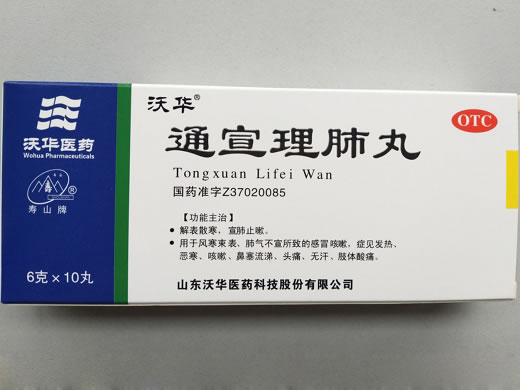 沃华医药
Wohua Pharmaceuticals
®
寿山牌
6克×10丸
沃华®
OTC
通宣理肺丸
Tongxuan Lifei Wan
国药准字Z37020085
【功能主治】
• 解表散寒、宣肺止嗽。
• 用于风寒束表、肺气不宣所致的感冒咳嗽，症见发热、
恶寒、咳嗽、鼻塞流涕、头痛、无汗、肢体酸痛。
山东沃华医药科技股份有限公司